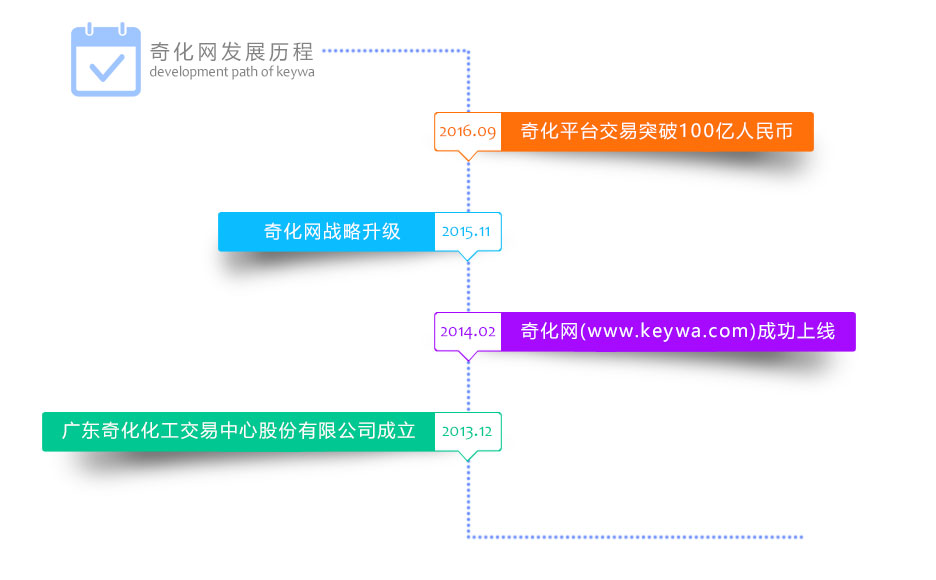 奇化网发展历程
development path of keywa
2016.09 奇化平台交易突破100亿人民币
奇化网战略升级 2015.11
2014.02 奇化网(www.keywa.com)成功上线
广东奇化化工交易中心股份有限公司成立 2013.12